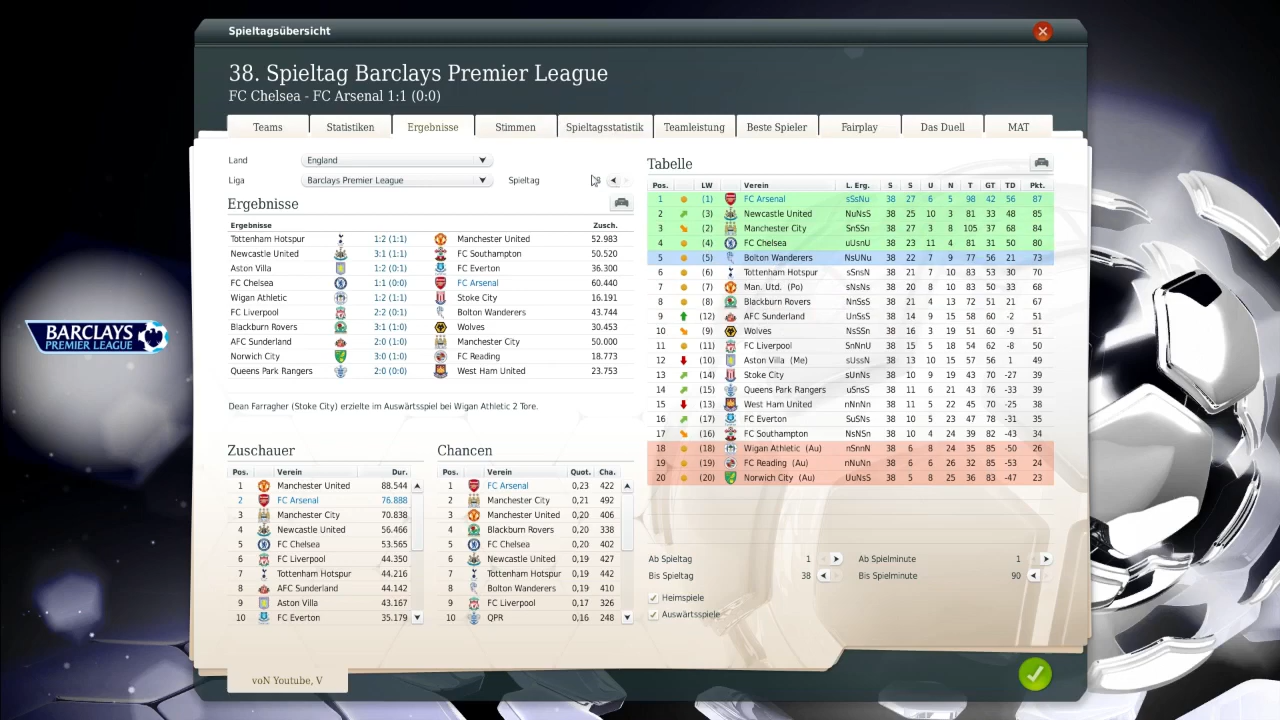 Spieltagsübersicht
38. Spieltag Barclays Premier League
FC Chelsea - FC Arsenal 1:1 (0:0)
Teams Statistiken Ergebnisse Stimmen Spieltagsstatistik Teamleistung Beste Spieler Fairplay Das Duell MAT
Land England
Liga Barclays Premier League Spieltag
Ergebnisse
Ergebnisse Zusch.
Tottenham Hotspur 1:2 (1:1) Manchester United 52.983
Newcastle United 3:1 (1:1) FC Southampton 50.520
Aston Villa 1:2 (0:1) FC Everton 36.300
FC Chelsea 1:1 (0:0) FC Arsenal 60.440
Wigan Athletic 1:2 (1:1) Stoke City 16.191
FC Liverpool 2:2 (0:1) Bolton Wanderers 43.744
Blackburn Rovers 3:1 (1:0) Wolves 30.453
AFC Sunderland 2:0 (1:0) Manchester City 50.000
Norwich City 3:0 (1:0) FC Reading 18.773
Queens Park Rangers 2:0 (0:0) West Ham United 23.753
Dean Farragher (Stoke City) erzielte im Auswärtsspiel bei Wigan Athletic 2 Tore.
Tabelle
Pos. LW Verein L. Erg. S S U N T GT TD Pkt.
1 (1) FC Arsenal sSsNu 38 27 6 5 98 42 56 87
2 (3) Newcastle United NuNsS 38 25 10 3 81 33 48 85
3 (2) Manchester City SnSSn 38 27 3 8 105 37 68 84
4 (4) FC Chelsea uUsnU 38 23 11 4 81 31 50 80
5 (5) Bolton Wanderers NsUNu 38 22 7 9 77 56 21 73
6 (6) Tottenham Hotspur sSnsN 38 21 7 10 83 53 30 70
7 (7) Man. Utd. (Po) sNsNs 38 20 8 10 83 50 33 68
8 (8) Blackburn Rovers NnSsS 38 21 4 13 72 51 21 67
9 (12) AFC Sunderland UnSsS 38 14 9 15 58 60 -2 51
10 (9) Wolves NsSSn 38 16 3 19 51 60 -9 51
11 (11) FC Liverpool SnNnU 38 15 5 18 54 62 -8 50
12 (10) Aston Villa (Me) sUssN 38 13 10 15 57 56 1 49
13 (14) Stoke City sUnNs 38 10 9 19 43 70 -27 39
14 (15) Queens Park Rangers uSnsS 38 11 6 21 43 76 -33 39
15 (13) West Ham United nNnNn 38 11 5 22 45 70 -25 38
16 (17) FC Everton SuSNs 38 10 5 23 47 78 -31 35
17 (16) FC Southampton NsNSn 38 10 4 24 39 82 -43 34
18 (18) Wigan Athletic (Au) nSnnN 38 6 8 24 35 85 -50 26
19 (19) FC Reading (Au) nNuNn 38 6 6 26 32 85 -53 24
20 (20) Norwich City (Au) UuNsS 38 5 8 25 36 83 -47 23
BARCLAYS
PREMIER LEAGUE
Zuschauer
Pos. Verein Dur.
1 Manchester United 88.544
2 FC Arsenal 76.888
3 Manchester City 70.838
4 Newcastle United 56.466
5 FC Chelsea 53.565
6 FC Liverpool 44.350
7 Tottenham Hotspur 44.216
8 AFC Sunderland 44.142
9 Aston Villa 43.167
10 FC Everton 35.179
Chancen
Pos. Verein Quot. Cha.
1 FC Arsenal 0,23 422
2 Manchester City 0,21 492
3 Manchester United 0,20 406
4 Blackburn Rovers 0,20 338
5 FC Chelsea 0,20 402
6 Newcastle United 0,19 427
7 Tottenham Hotspur 0,19 442
8 Bolton Wanderers 0,19 410
9 FC Liverpool 0,17 326
10 QPR 0,16 248
Ab Spieltag 1 Ab Spielminute 1
Bis Spieltag 38 Bis Spielminute 90
Heimspiele
Auswärtsspiele
voN Youtube, V